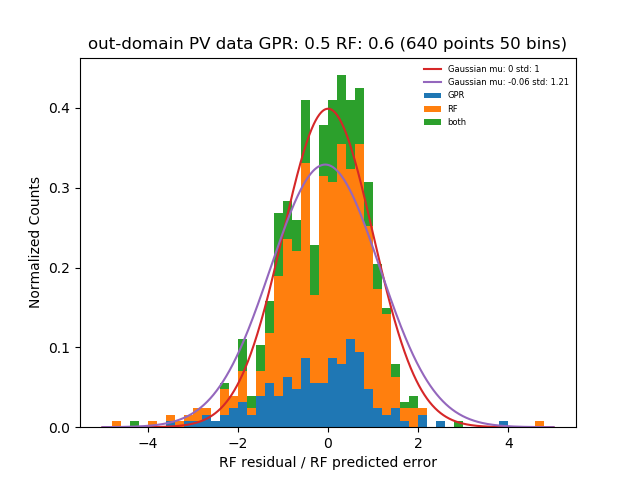 out-domain PV data GPR: 0.5 RF: 0.6 (640 points 50 bins)
Gaussian mu: 0 std: 1
Gaussian mu: -0.06 std: 1.21
GPR
RF
both
Normalized Counts
0.4
0.3
0.2
0.1
0.0
−4 −2 0 2 4
RF residual / RF predicted error